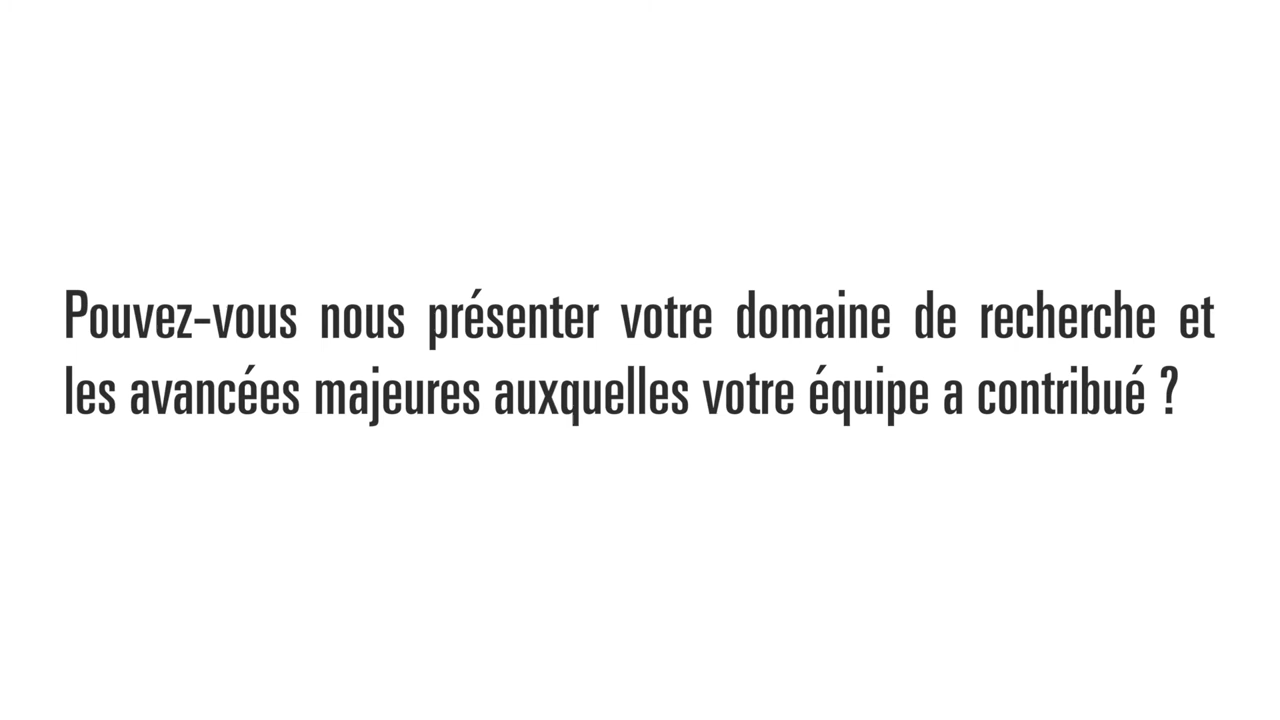 Pouvez-vous nous présenter votre domaine de recherche et
les avancées majeures auxquelles votre équipe a contribué ?